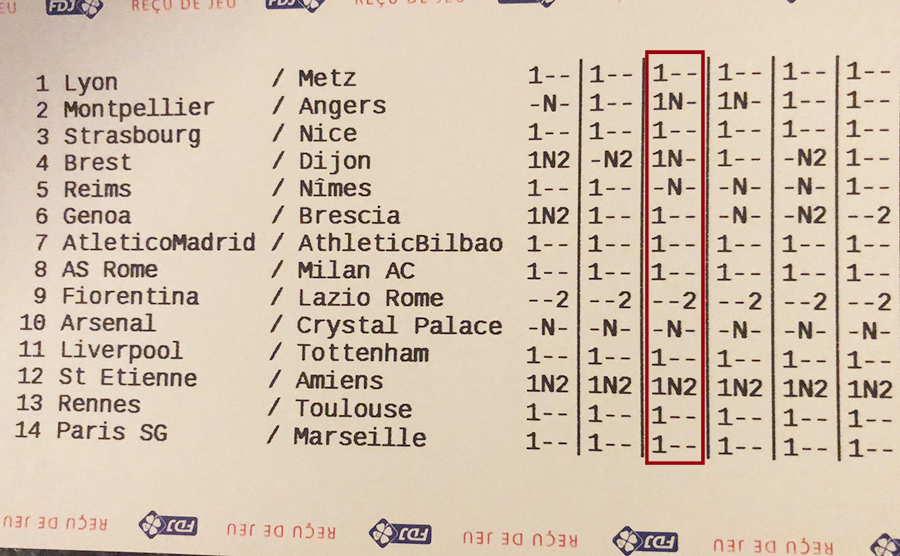 EU FDJ REÇU DE JEU FDJ REÇU DE JEU
1 Lyon / Metz 1-- 1-- 1-- 1-- 1-- 1--
2 Montpellier / Angers -N- 1-- 1N- 1N- 1-- 1--
3 Strasbourg / Nice 1-- 1-- 1-- 1-- 1-- 1--
4 Brest / Dijon 1N2 -N2 1N- 1-- -N2 1--
5 Reims / Nîmes 1-- 1-- -N- -N- -N- 1--
6 Genoa / Brescia 1N2 1-- 1-- -N- -N2 --2
7 AtleticoMadrid / AthleticBilbao 1-- 1-- 1-- 1-- 1-- 1--
8 AS Rome / Milan AC 1-- 1-- 1-- 1-- 1-- 1--
9 Fiorentina / Lazio Rome --2 --2 --2 --2 --2 --2
10 Arsenal / Crystal Palace -N- -N- -N- -N- -N- -N-
11 Liverpool / Tottenham 1-- 1-- 1-- 1-- 1-- 1--
12 St Etienne / Amiens 1N2 1N2 1N2 1N2 1N2 1N2
13 Rennes / Toulouse 1-- 1-- 1-- 1-- 1-- 1--
14 Paris SG / Marseille 1-- 1-- 1-- 1-- 1-- 1--
REÇU DE JEU FDJ REÇU DE JEU FDJ REÇU DE JEU FDJ REÇU DE JEU